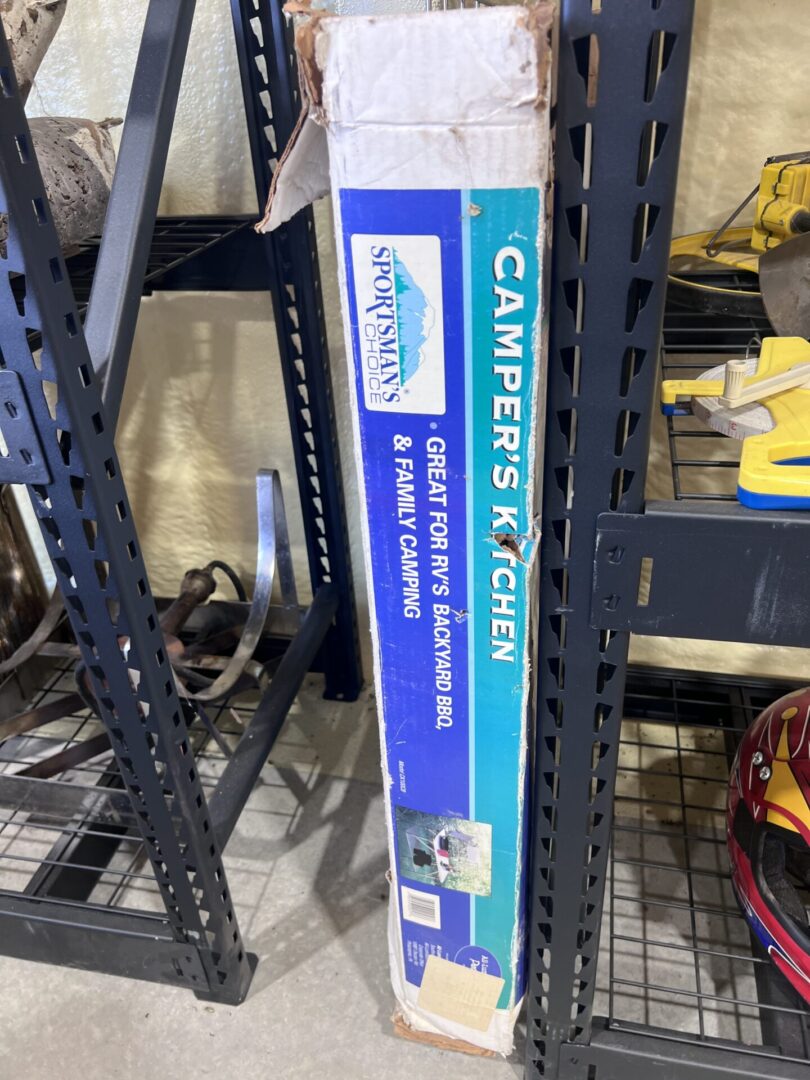 SPORTSMAN'S
CHOICE
CAMPER'S KITCHEN
GREAT FOR RV'S BACKYARD BBQ,
& FAMILY CAMPING